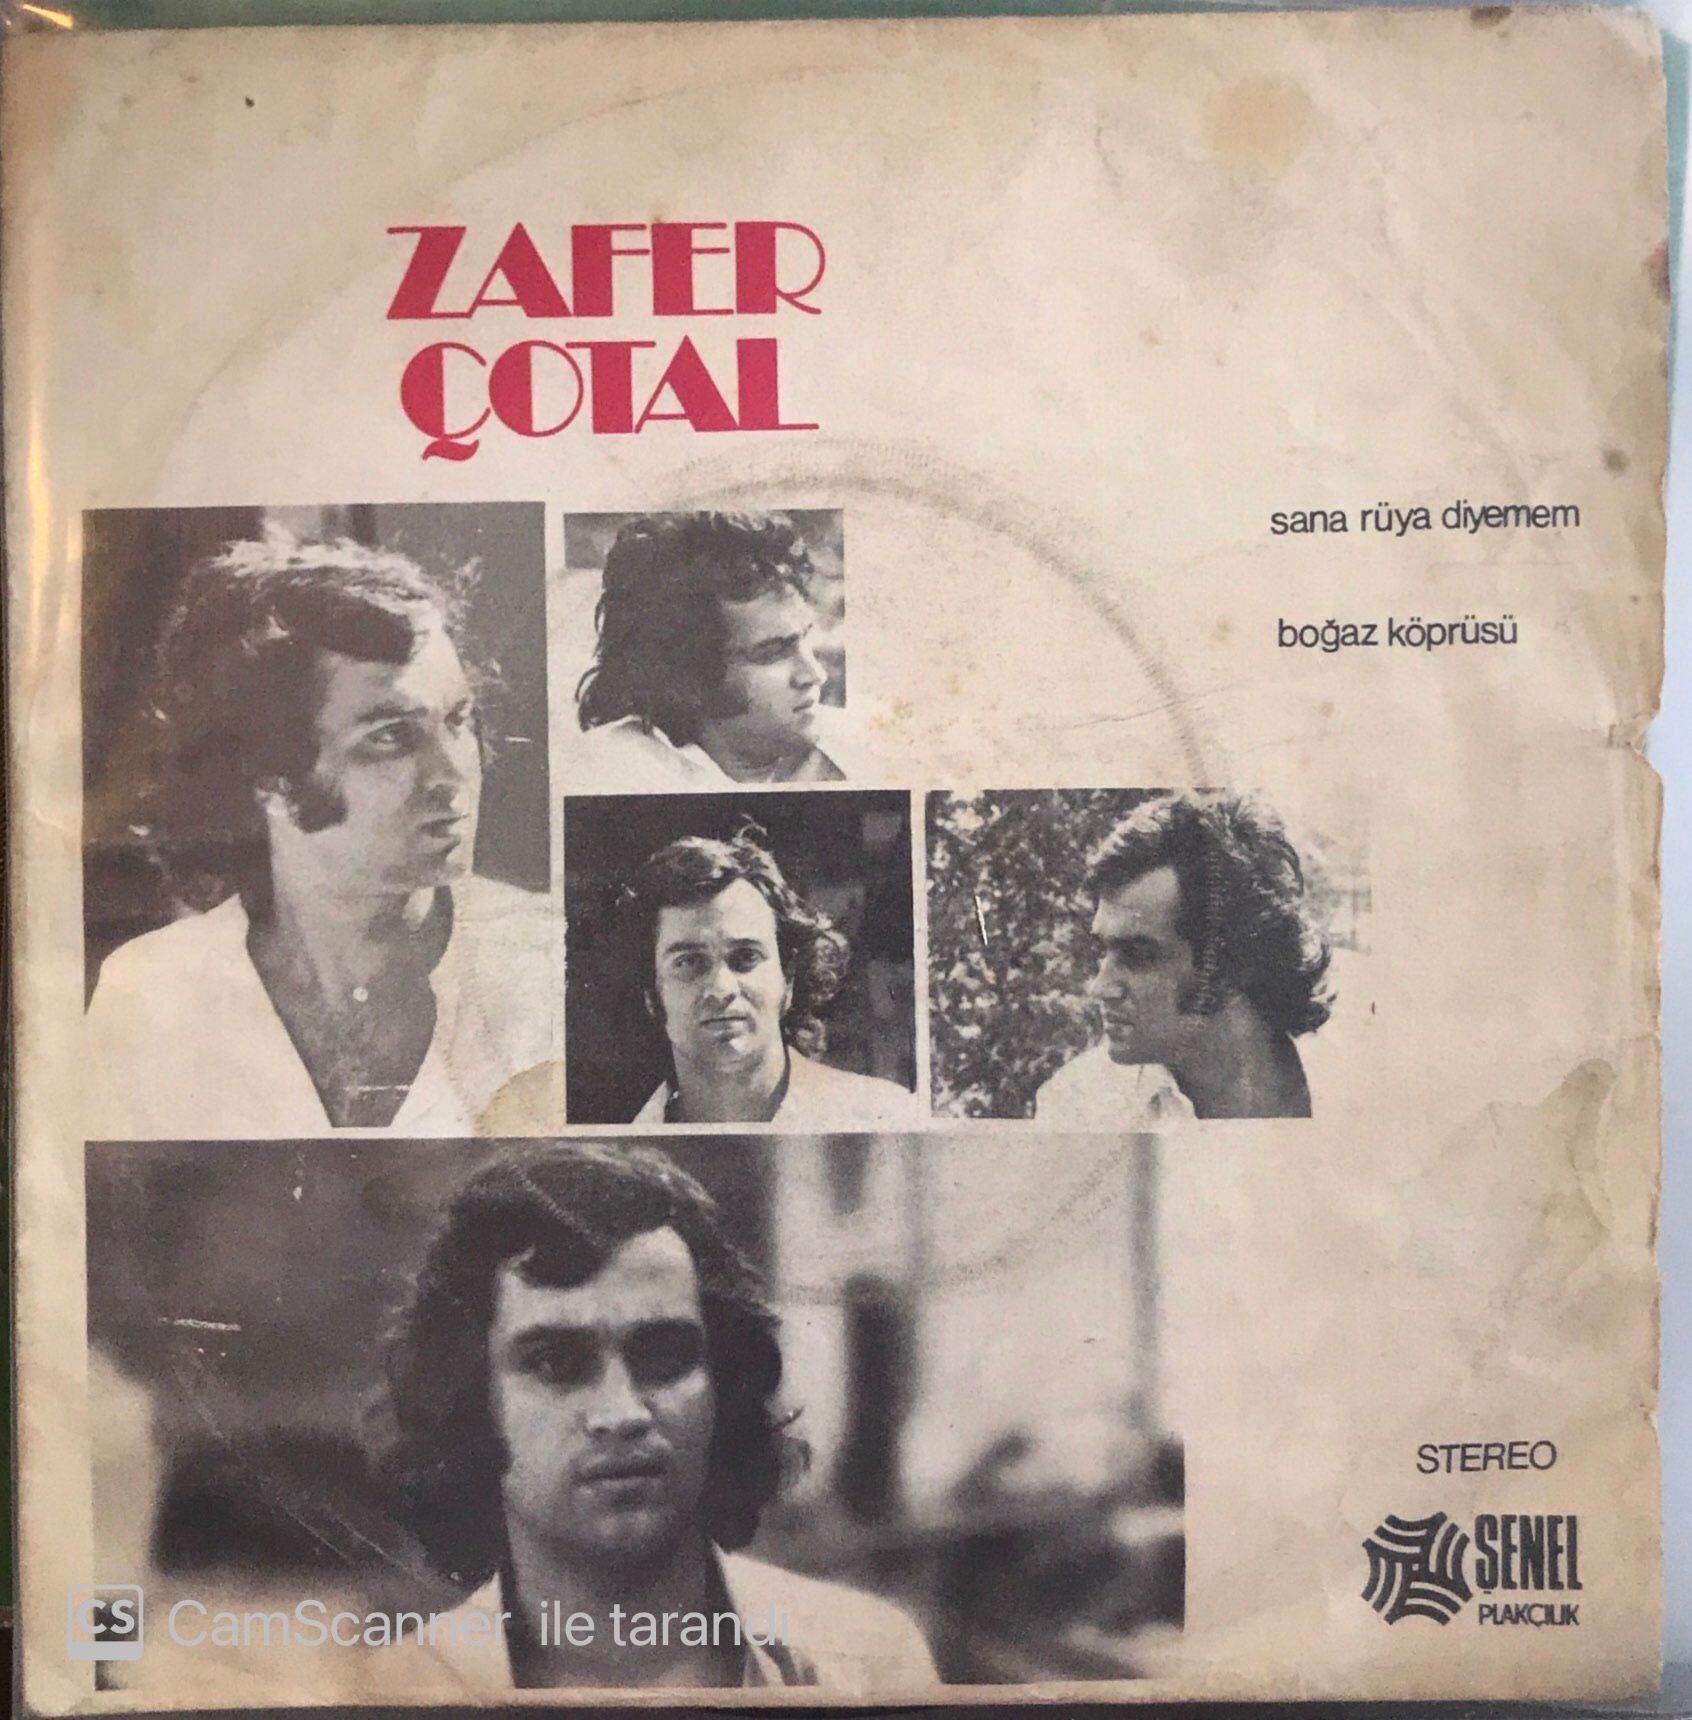 ZAFER
ÇOTAL
sana rüya diyemem
boğaz köprüsü
STEREO
ŞENEL
PLAKÇILIK
CS CamScanner ile tarandı